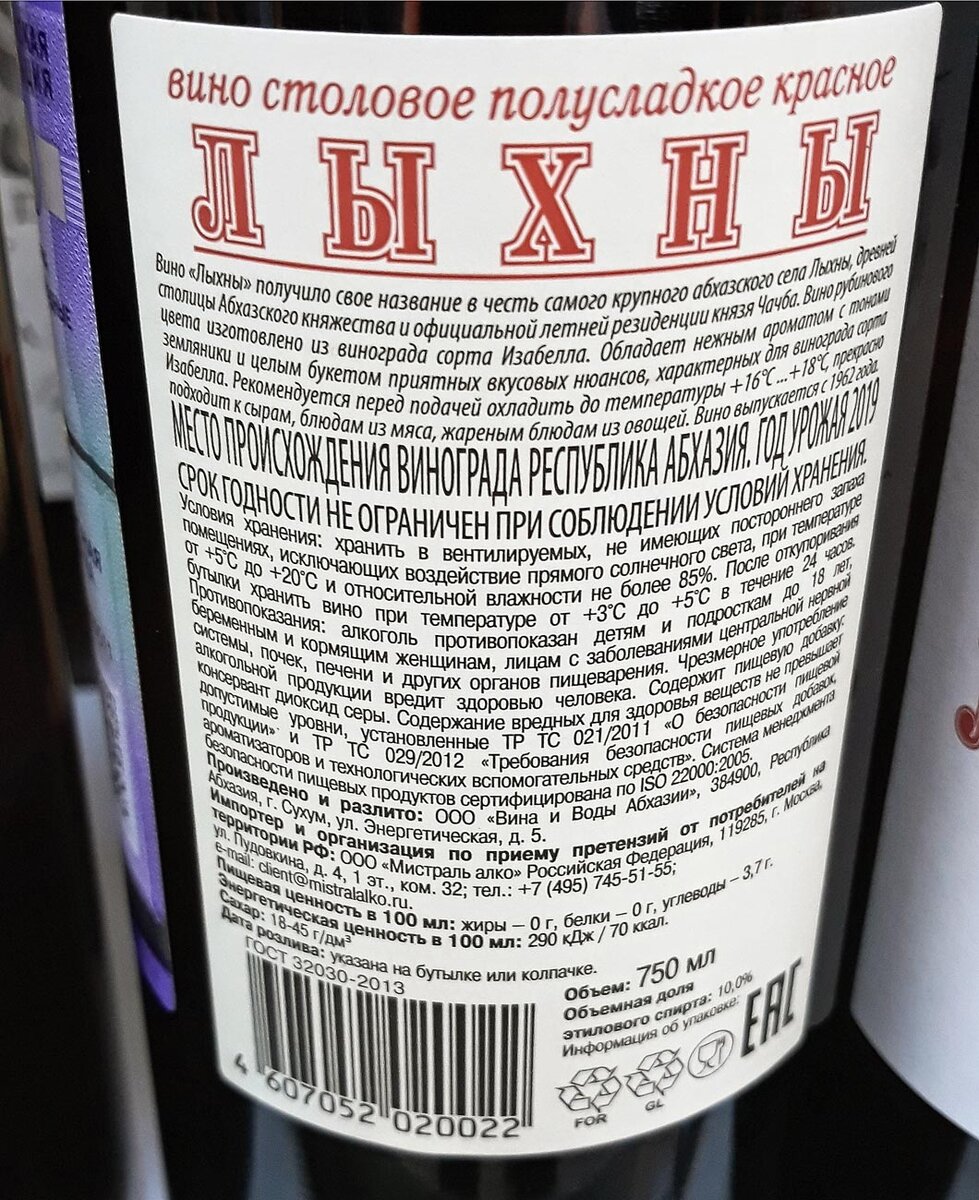 вино столовое полусладкое красное
ЛЫХНЫ
Вино «Лыхны» получило свое название в честь самого крупного абхазского села Лыхны, древней
столицы Абхазского княжества и официальной летней резиденции князя Чачба. Вино рубинового
цвета изготовлено из винограда сорта Изабелла. Обладает нежным ароматом с тонами
земляники и целым букетом приятных вкусовых нюансов, характерных для винограда сорта
Изабелла. Рекомендуется перед подачей охладить до температуры +16°С ...+18°С, прекрасно
подходит к сырам, блюдам из мяса, жареным блюдам из овощей. Вино выпускается с 1962 года.
МЕСТО ПРОИСХОЖДЕНИЯ ВИНОГРАДА РЕСПУБЛИКА АБХАЗИЯ. ГОД УРОЖАЯ 2019
СРОК ГОДНОСТИ НЕ ОГРАНИЧЕН ПРИ СОБЛЮДЕНИИ УСЛОВИЙ ХРАНЕНИЯ.
Условия хранения: хранить в вентилируемых, не имеющих постороннего запаха
помещениях, исключающих воздействие прямого солнечного света, при температуре
от +5°С до +20°С и относительной влажности не более 85%. После откупоривания
бутылки хранить вино при температуре от +3°С до +5°С в течение 24 часов.
Противопоказания: алкоголь противопоказан детям и подросткам до 18 лет,
беременным и кормящим женщинам, лицам с заболеваниями центральной нервной
системы, почек, печени и других органов пищеварения. Чрезмерное употребление
алкогольной продукции вредит здоровью человека. Содержит пищевую добавку:
консервант диоксид серы. Содержание вредных для здоровья веществ не превышает
допустимые уровни, установленные ТР ТС 021/2011 «О безопасности пищевой
продукции» и ТР ТС 029/2012 «Требования безопасности пищевых добавок,
ароматизаторов и технологических вспомогательных средств». Система менеджмента
безопасности пищевых продуктов сертифицирована по ISO 22000:2005.
Произведено и разлито: ООО «Вина и Воды Абхазии», 384900, Республика
Абхазия, г. Сухум, ул. Энергетическая, д. 5.
Импортер и организация по приему претензий от потребителей на
территории РФ: ООО «Мистраль алко» Российская Федерация, 119285, г. Москва,
ул. Пудовкина, д. 4, 1 эт., ком. 32; тел.: +7 (495) 745-51-55;
e-mail: client@mistralalko.ru.
Пищевая ценность в 100 мл: жиры – 0 г, белки – 0 г, углеводы – 3,7 г.
Энергетическая ценность в 100 мл: 290 кДж / 70 ккал.
Сахар: 18-45 г/дм³
Дата розлива: указана на бутылке или колпачке.
ГОСТ 32030-2013
Объем: 750 мл
Объемная доля
этилового спирта: 10,0%
Информация об упаковке:
EAC
FOR
GL
4 607052 020022